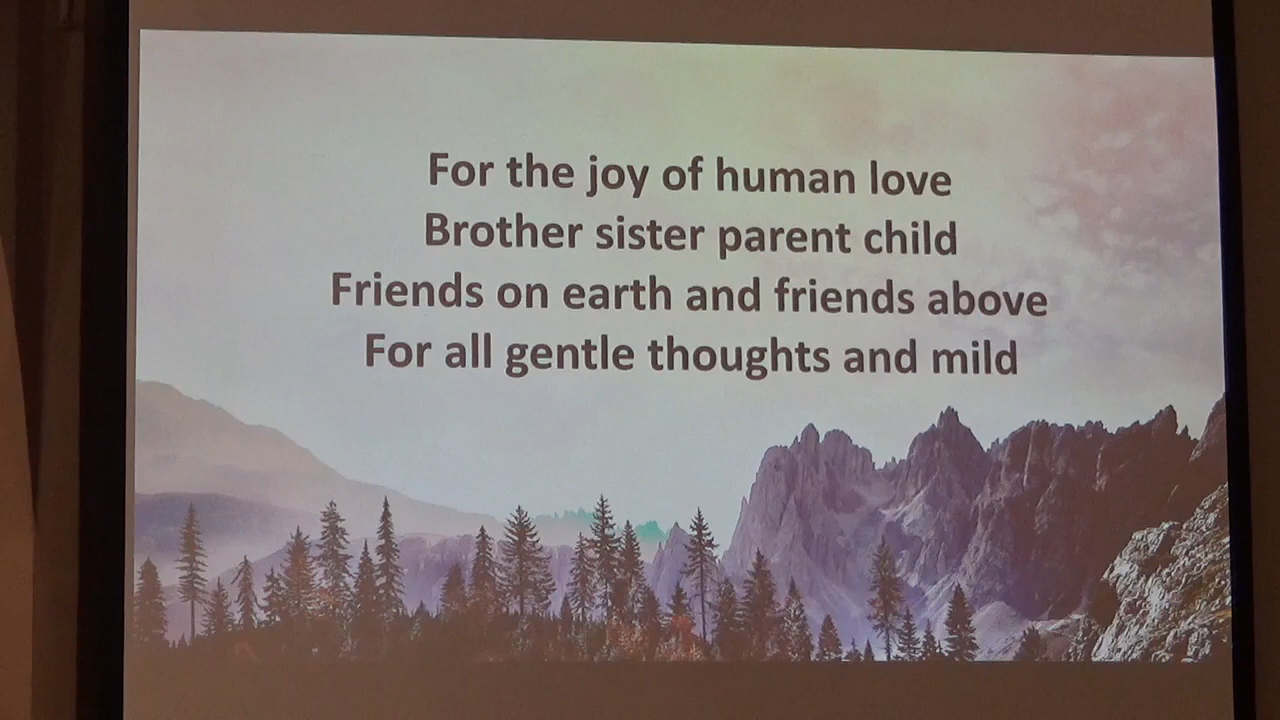 For the joy of human love
Brother sister parent child
Friends on earth and friends above
For all gentle thoughts and mild